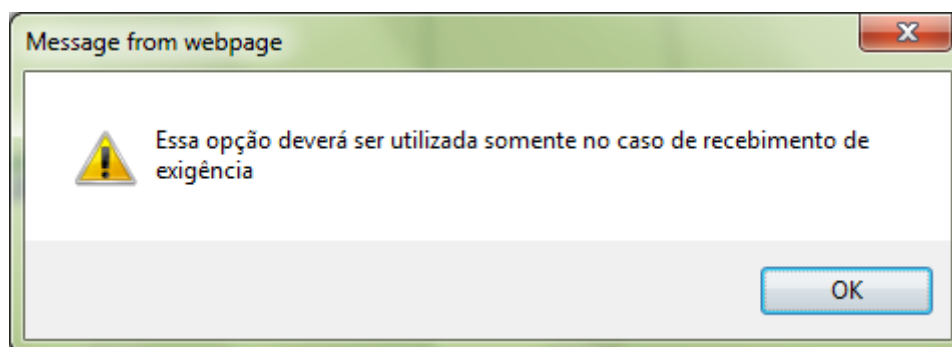 Message from webpage
Essa opção deverá ser utilizada somente no caso de recebimento de
exigência
OK